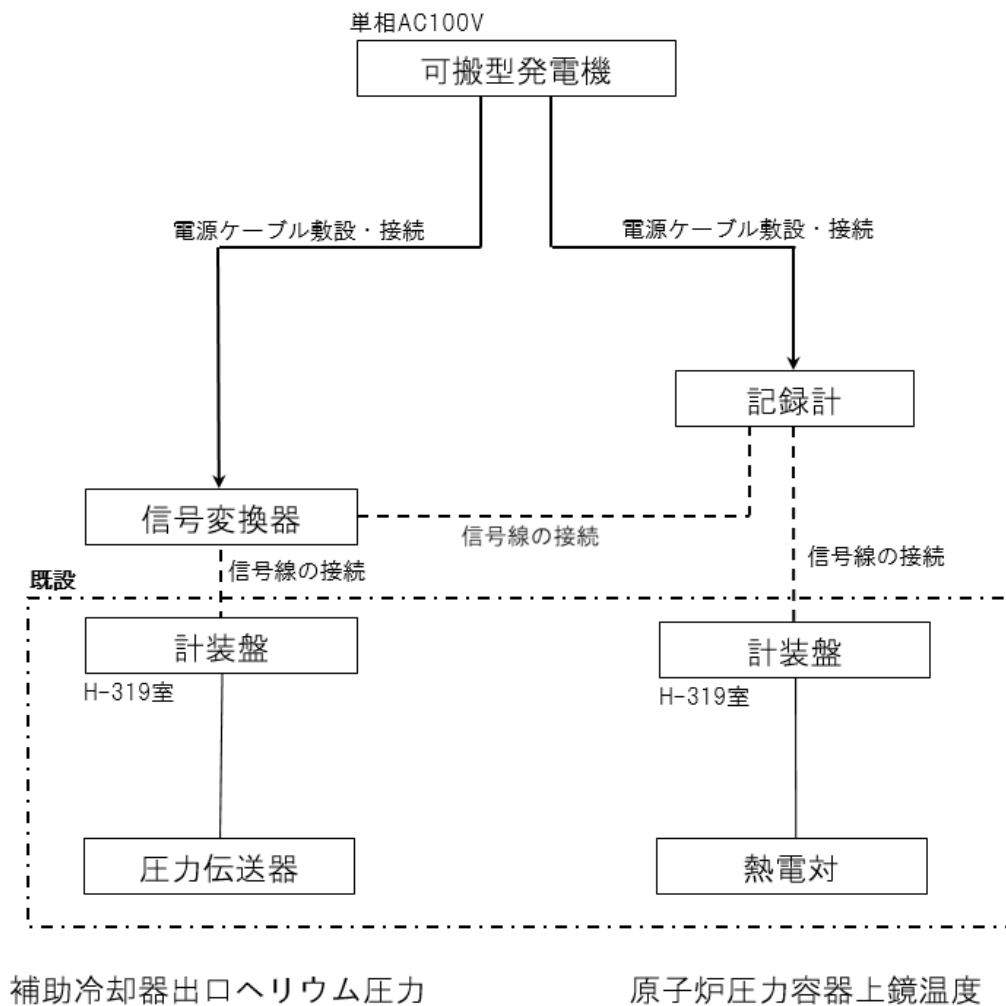 単相AC100V
可搬型発電機
電源ケーブル敷設・接続
電源ケーブル敷設・接続
記録計
信号変換器
信号線の接続
信号線の接続
信号線の接続
既設
計装盤
計装盤
H-319室
H-319室
圧力伝送器
熱電対
補助冷却器出口ヘリウム圧力
原子炉圧力容器上鏡温度